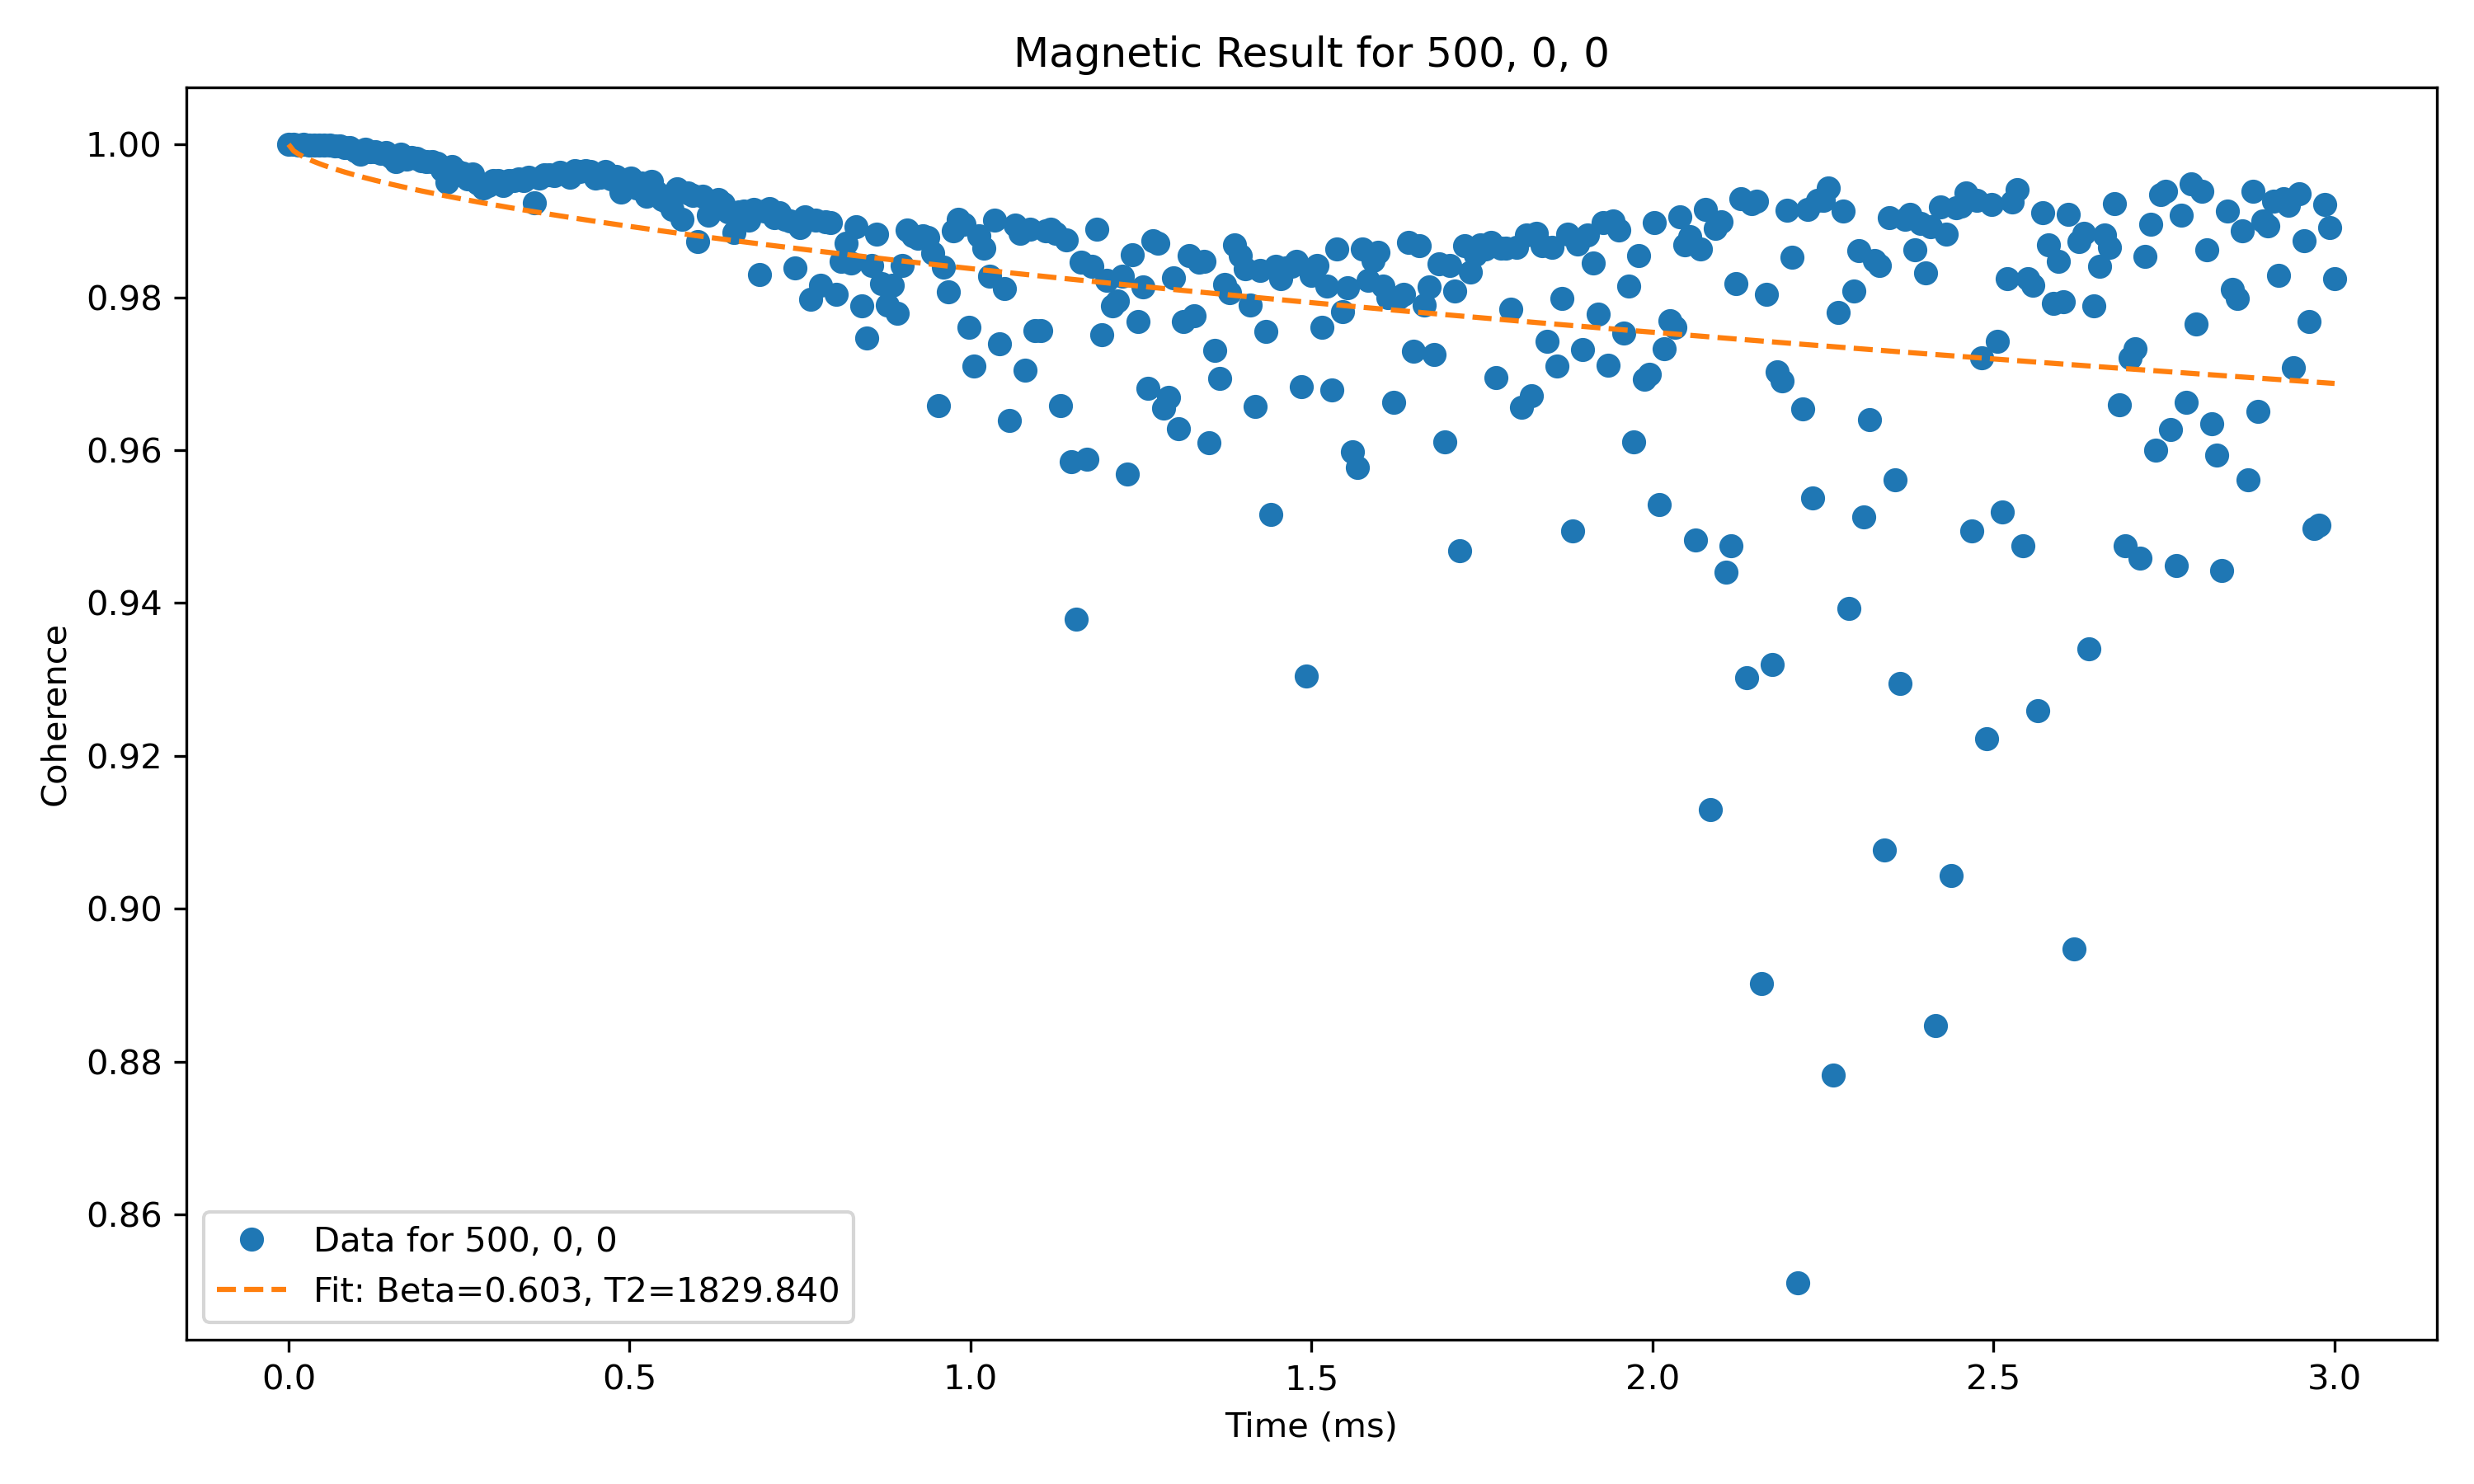 Magnetic Result for 500, 0, 0
1.00
0.98
0.96
0.94
0.92
0.90
0.88
0.86
Coherence
Data for 500, 0, 0
Fit: Beta=0.603, T2=1829.840
0.0 0.5 1.0 1.5 2.0 2.5 3.0
Time (ms)